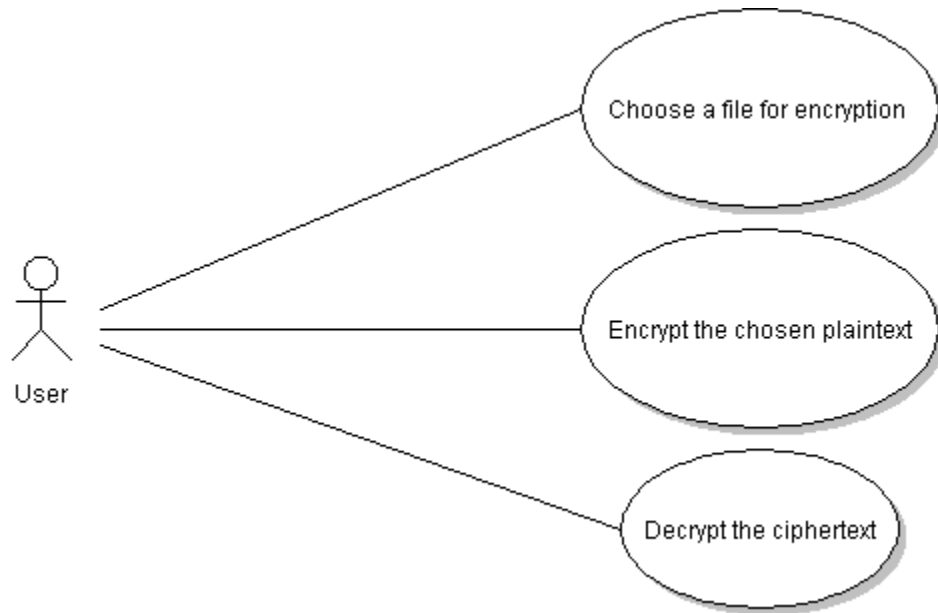 Choose a file for encryption
Encrypt the chosen plaintext
User
Decrypt the ciphertext